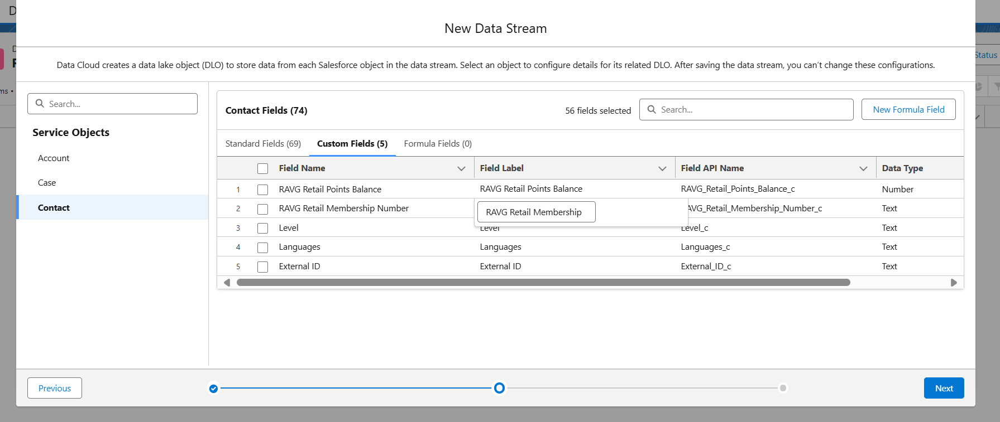 New Data Stream
Data Cloud creates a data lake object (DLO) to store data from each Salesforce object in the data stream. Select an object to configure details for its related DLO. After saving the data stream, you can't change these configurations.
Status
ms •
Search...
Service Objects
Account
Case
Contact
Contact Fields (74)
56 fields selected
Search...
New Formula Field
Standard Fields (69)
Custom Fields (5)
Formula Fields (0)
Field Name Field Label Field API Name Data Type
1 RAVG Retail Points Balance RAVG Retail Points Balance RAVG_Retail_Points_Balance_c Number
2 RAVG Retail Membership Number RAVG Retail Membership AVG_Retail_Membership_Number_c Text
3 Level Level Level_c Text
4 Languages Languages Languages_c Text
5 External ID External ID External_ID_c Text
Previous
Next